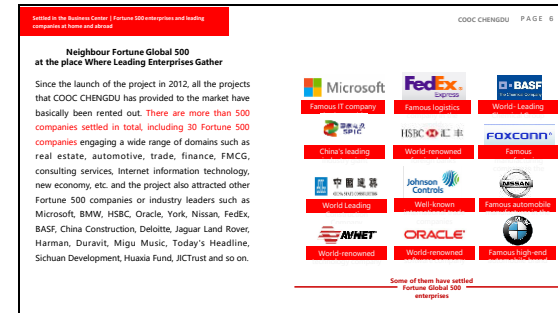 Settled in the Business Center | Fortune 500 enterprises and leading
companies at home and abroad
COOC CHENGDU PAGE 6
Neighbour Fortune Global 500
at the place Where Leading Enterprises Gather
Since the launch of the project in 2012, all the projects
that COOC CHENGDU has provided to the market have
basically been rented out. There are more than 500
companies settled in total, including 30 Fortune 500
companies engaging a wide range of domains such as
real estate, automotive, trade, finance, FMCG,
consulting services, Internet information technology,
new economy, etc. and the project also attracted other
Fortune 500 companies or industry leaders such as
Microsoft, BMW, HSBC, Oracle, York, Nissan, FedEx,
BASF, China Construction, Deloitte, Jaguar Land Rover,
Harman, Duravit, Migu Music, Today's Headline,
Sichuan Development, Huaxia Fund, JICTrust and so on.
Microsoft
Famous IT company
FedEx
Express
Famous logistics
BASF
The Chemical Company
World-Leading
SPIC
China's leading
HSBC 汇丰
World-renowned
FOXCONN
Famous
中国建筑
World Leading
Johnson
Controls
Well-known
NISSAN
Famous automobile
AVNET
World-renowned
ORACLE
World-renowned
BMW
Famous high-end
Some of them have settled
Fortune Global 500
enterprises